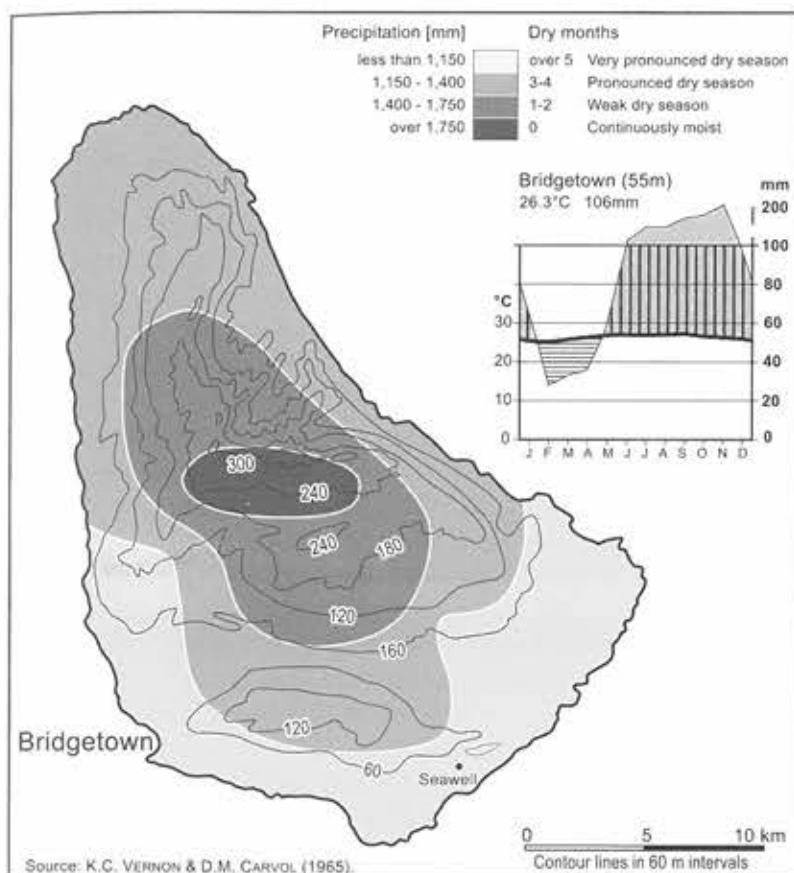 Precipitation [mm] Dry months
less than 1,150 over 5 Very pronounced dry season
1,150 - 1,400 3-4 Pronounced dry season
1,400 - 1,750 1-2 Weak dry season
over 1,750 0 Continuously moist
Bridgetown (55m)
26.3°C 106mm
mm
200
100
80
°C
30 60
20 40
10 20
0 0
J F M A M J J A S O N D
300
240
240
180
120
160
120
60
Bridgetown
Seawell
0 5 10 km
Contour lines in 60 m intervals
Source: K.C. VERNON & D.M. CARVOL (1965).